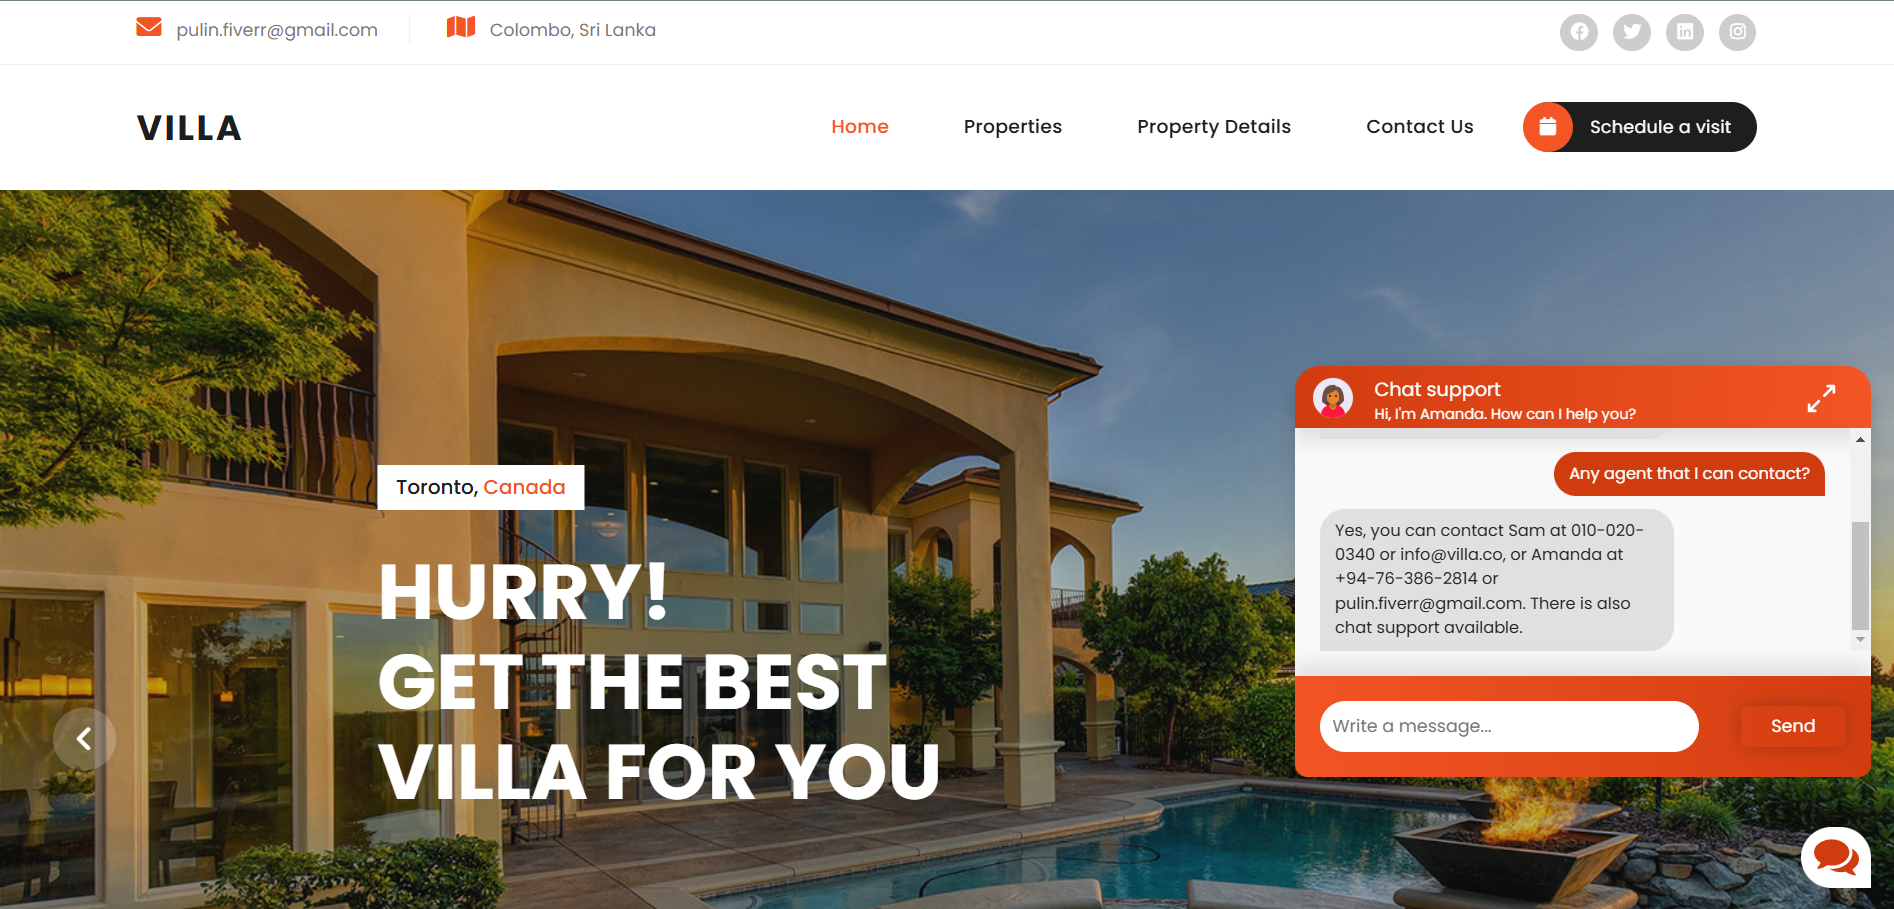 pulin.fiverr@gmail.com
Colombo, Sri Lanka
VILLA
Home
Properties
Property Details
Contact Us
Schedule a visit
Toronto, Canada
HURRY!
GET THE BEST
VILLA FOR YOU
Chat support
Hi, I'm Amanda. How can I help you?
Any agent that I can contact?
Yes, you can contact Sam at 010-020-
0340 or info@villa.co, or Amanda at
+94-76-386-2814 or
pulin.fiverr@gmail.com. There is also
chat support available.
Write a message...
Send